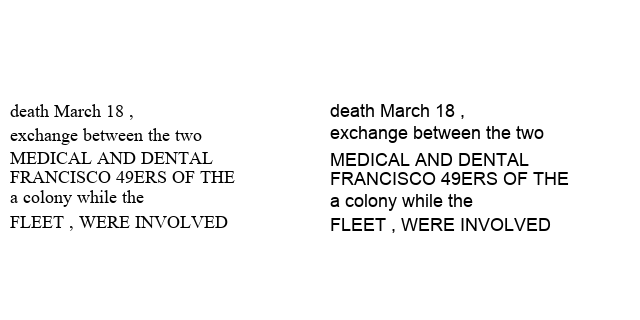 death March 18 ,
exchange between the two
MEDICAL AND DENTAL
FRANCISCO 49ERS OF THE
a colony while the
FLEET , WERE INVOLVED
death March 18 ,
exchange between the two
MEDICAL AND DENTAL
FRANCISCO 49ERS OF THE
a colony while the
FLEET , WERE INVOLVED